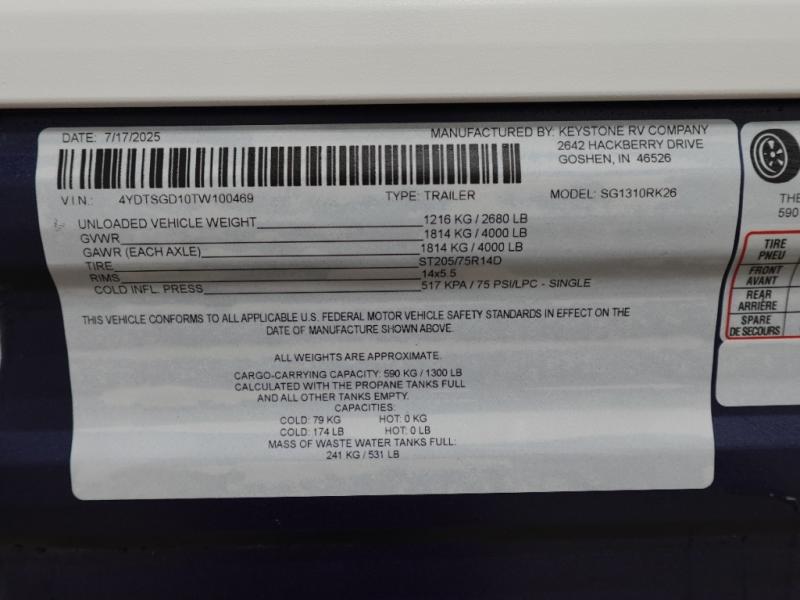 DATE: 7/17/2025
MANUFACTURED BY: KEYSTONE RV COMPANY
2642 HACKBERRY DRIVE
GOSHEN, IN 46526
V I N.: 4YDTSGD10TW100469 TYPE: TRAILER MODEL: SG1310RK26
UNLOADED VEHICLE WEIGHT 1216 KG / 2680 LB
GVWR 1814 KG / 4000 LB
GAWR (EACH AXLE) 1814 KG / 4000 LB
TIRE ST205/75R14D
RIMS 14x5.5
COLD INFL. PRESS 517 KPA / 75 PSI/LPC - SINGLE
THIS VEHICLE CONFORMS TO ALL APPLICABLE U.S. FEDERAL MOTOR VEHICLE SAFETY STANDARDS IN EFFECT ON THE
DATE OF MANUFACTURE SHOWN ABOVE.
ALL WEIGHTS ARE APPROXIMATE.
CARGO-CARRYING CAPACITY: 590 KG / 1300 LB
CALCULATED WITH THE PROPANE TANKS FULL
AND ALL OTHER TANKS EMPTY.
CAPACITIES:
COLD: 79 KG HOT: 0 KG
COLD: 174 LB HOT: 0 LB
MASS OF WASTE WATER TANKS FULL:
241 KG / 531 LB
THE
590
TIRE
PNEU
FRONT
AVANT
REAR
ARRIÈRE
SPARE
DE SECOURS